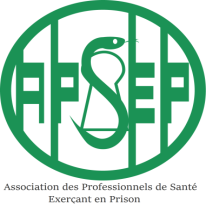 APSEP
Association des Professionnels de Santé
Exerçant en Prison